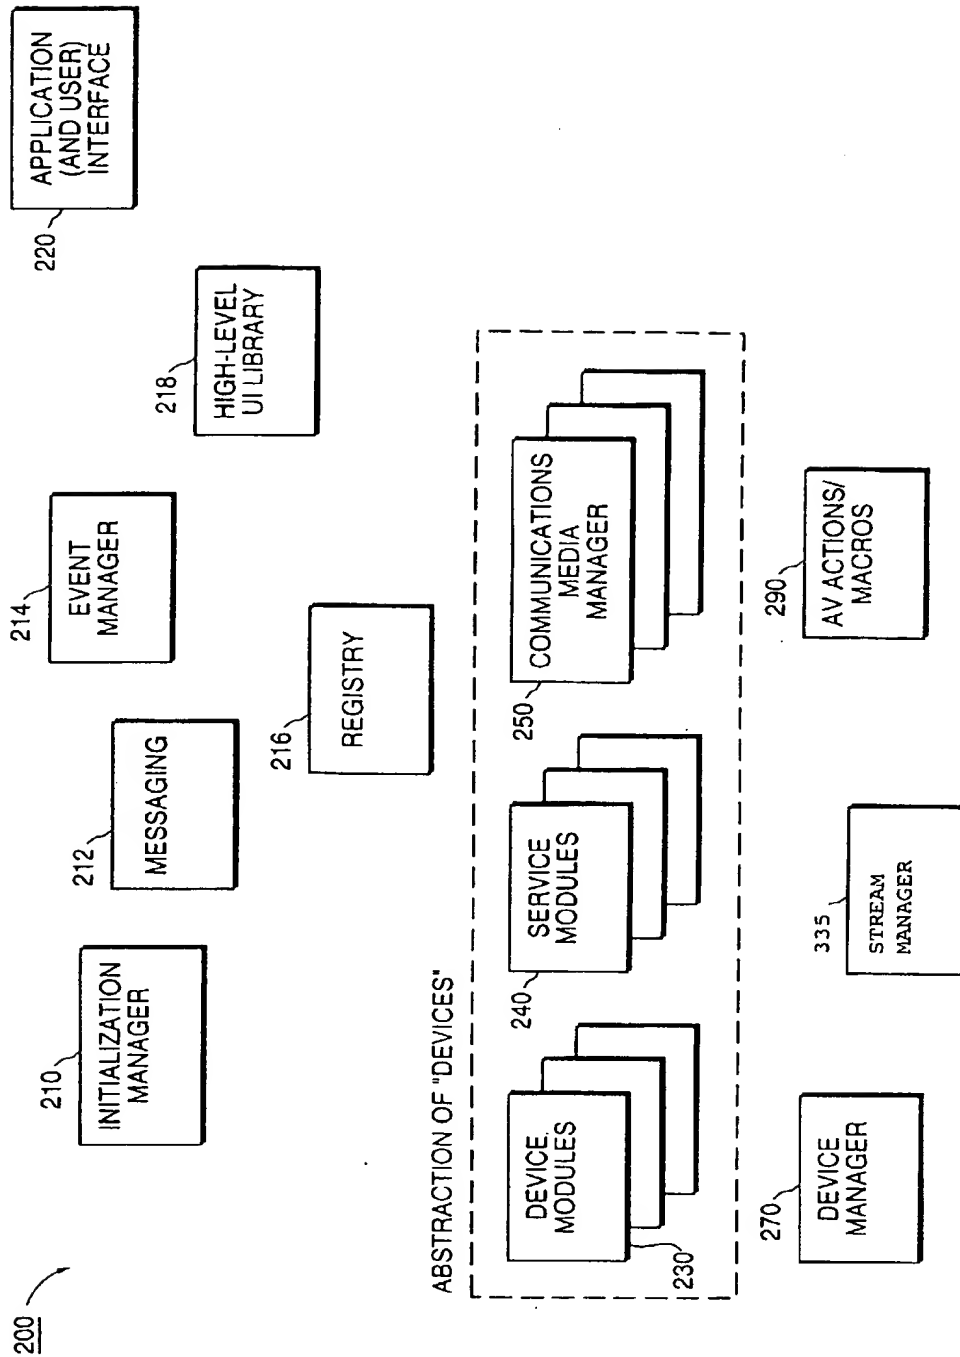 200
210
INITIALIZATION
MANAGER
212
MESSAGING
214
EVENT
MANAGER
216
REGISTRY
218
HIGH-LEVEL
UI LIBRARY
220
APPLICATION
(AND USER)
INTERFACE
ABSTRACTION OF "DEVICES"
DEVICE
MODULES
230
240
SERVICE
MODULES
250
COMMUNICATIONS
MEDIA
MANAGER
270
DEVICE
MANAGER
335
STREAM
MANAGER
290
AV ACTIONS/
MACROS